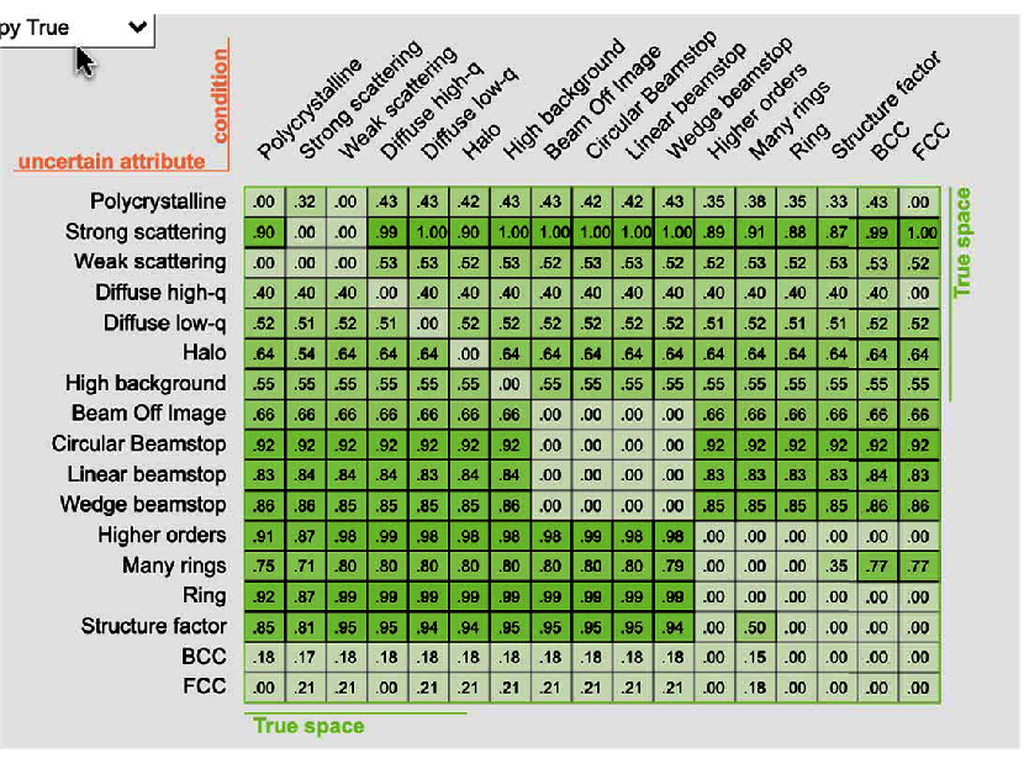 py True
condition
uncertain attribute
Polycrystalline
Strong scattering
Weak scattering
Diffuse high-q
Diffuse low-q
Halo
High background
Beam Off Image
Circular Beamstop
Linear beamstop
Wedge beamstop
Higher orders
Many rings
Ring
Structure factor
BCC
FCC
Polycrystalline .00 .32 .00 .43 .43 .42 .43 .43 .42 .42 .43 .35 .38 .35 .33 .43 .00
Strong scattering .90 .00 .00 .99 1.00 .90 1.00 1.00 1.00 1.00 1.00 .89 .91 .88 .87 .99 1.00
Weak scattering .00 .00 .00 .53 .53 .52 .53 .52 .53 .53 .52 .52 .53 .52 .53 .53 .52
Diffuse high-q .40 .40 .40 .00 .40 .40 .40 .40 .40 .40 .40 .40 .40 .40 .40 .40 .00
Diffuse low-q .52 .51 .52 .51 .00 .52 .52 .52 .52 .52 .52 .51 .52 .51 .51 .52 .52
Halo .64 .54 .64 .64 .64 .00 .64 .64 .64 .64 .64 .64 .64 .64 .64 .64 .64
High background .55 .55 .55 .55 .55 .55 .00 .55 .55 .55 .55 .55 .55 .55 .55 .55 .55
Beam Off Image .66 .66 .66 .66 .66 .66 .66 .00 .00 .00 .00 .66 .66 .66 .66 .66 .66
Circular Beamstop .92 .92 .92 .92 .92 .92 .92 .00 .00 .00 .00 .92 .92 .92 .92 .92 .92
Linear beamstop .83 .84 .84 .84 .83 .84 .84 .00 .00 .00 .00 .83 .83 .83 .83 .84 .83
Wedge beamstop .86 .86 .85 .85 .85 .85 .86 .00 .00 .00 .00 .85 .85 .85 .85 .86 .86
Higher orders .91 .87 .98 .99 .98 .98 .98 .98 .99 .98 .98 .00 .00 .00 .00 .00 .00
Many rings .75 .71 .80 .80 .80 .80 .80 .80 .80 .80 .79 .00 .00 .00 .35 .77 .77
Ring .92 .87 .99 .99 .99 .99 .99 .99 .99 .99 .99 .00 .00 .00 .00 .00 .00
Structure factor .85 .81 .95 .95 .94 .94 .95 .95 .95 .95 .94 .00 .50 .00 .00 .00 .00
BCC .18 .17 .18 .18 .18 .18 .18 .18 .18 .18 .18 .00 .15 .00 .00 .00 .00
FCC .00 .21 .21 .00 .21 .21 .21 .21 .21 .21 .21 .00 .18 .00 .00 .00 .00
True space
True space